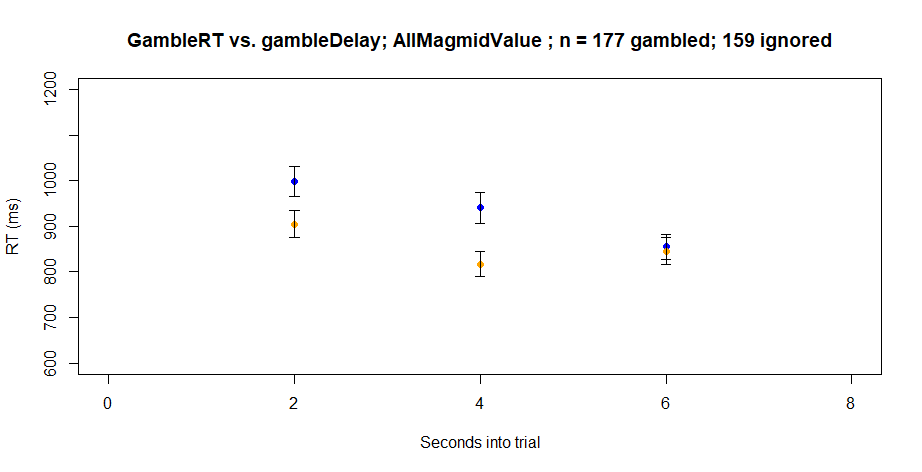 GambleRT vs. gambleDelay; AllMagmidValue ; n = 177 gambled; 159 ignored
1200
1000
900
800
700
600
RT (ms)
0 2 4 6 8
Seconds into trial